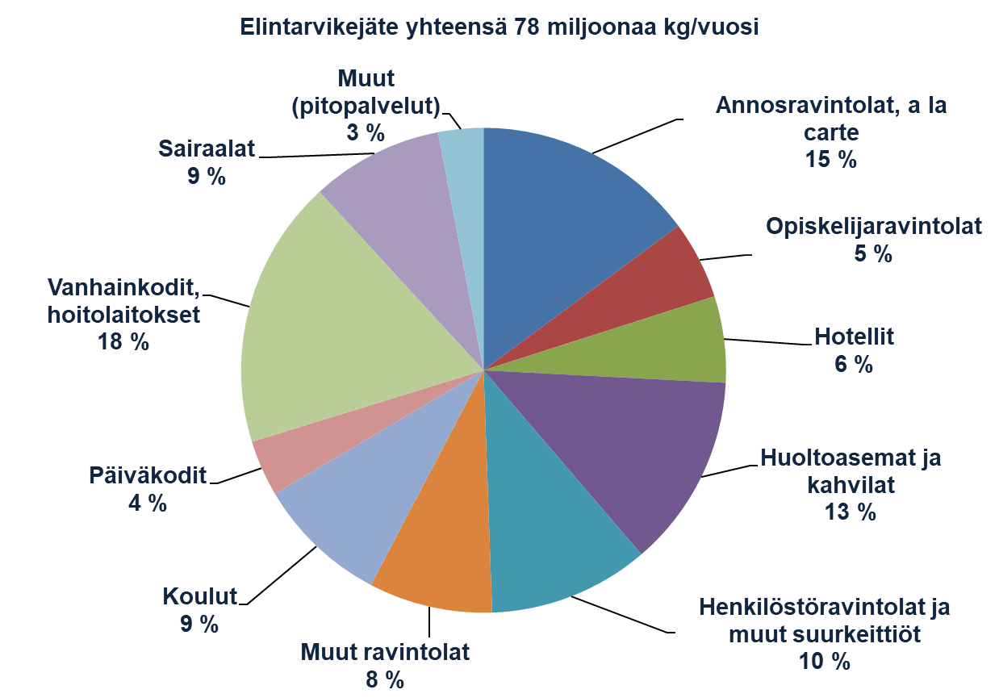 Elintarvikejäte yhteensä 78 miljoonaa kg/vuosi
Muut
(pitopalvelut)
3 %
Annosravintolat, a la
carte
15 %
Sairaalat
9 %
Opiskelijaravintolat
5 %
Vanhainkodit,
hoitolaitokset
18 %
Hotellit
6 %
Huoltoasemat ja
kahvilat
13 %
Päiväkodit
4 %
Koulut
9 %
Henkilöstöravintolat ja
muut suurkeittiöt
10 %
Muut ravintolat
8 %